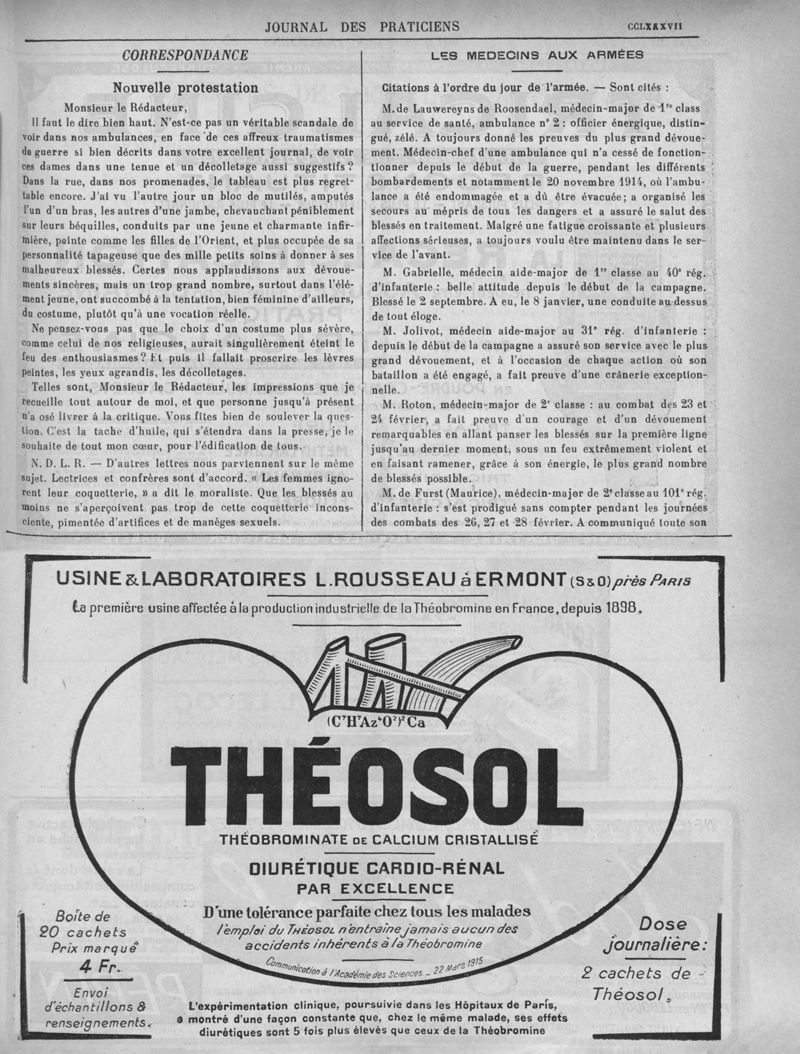 JOURNAL DES PRATICIENS
CCLXXXVII
CORRESPONDANCE
Nouvelle protestation
Monsieur le Rédacteur,
Il faut le dire bien haut. N'est-ce pas un véritable scandale de
voir dans nos ambulances, en face de ces affreux traumatismes
de guerre si bien décrits dans votre excellent journal, de voir
ces dames dans une tenue et un décolletage aussi suggestifs ?
Dans la rue, dans nos promenades, le tableau est plus regret-
table encore. J'ai vu l'autre jour un bloc de mutilés, amputés
l'un d'un bras, les autres d'une jambe, chevauchant péniblement
sur leurs béquilles, conduits par une jeune et charmante infir-
mière, peinte comme les filles de l'Orient, et plus occupée de sa
personnalité tapageuse que des mille petits soins à donner à ses
malheureux blessés. Certes nous applaudissons aux dévoue-
ments sincères, mais un trop grand nombre, surtout dans l'élé-
ment jeune, ont succombé à la tentation, bien féminine d'ailleurs,
du costume, plutôt qu'à une vocation réelle.
Ne pensez-vous pas que le choix d'un costume plus sévère,
comme celui de nos religieuses, aurait singulièrement éteint le
feu des enthousiasmes ? Et puis il fallait proscrire les lèvres
peintes, les yeux agrandis, les décolletages.
Telles sont, Monsieur le Rédacteur, les impressions que je
recueille tout autour de moi, et que personne jusqu'à présent
n'a osé livrer à la critique. Vous fîtes bien de soulever la ques-
tion. C'est la tache d'huile, qui s'étendra dans la presse, je le
souhaite de tout mon cœur, pour l'édification de tous.
N. D. L. R. — D'autres lettres nous parviennent sur le même
sujet. Lectrices et confrères sont d'accord. « Les femmes igno-
rent leur coquetterie, » a dit le moraliste. Que les blessés au
moins ne s'aperçoivent pas trop de cette coquetterie incons-
ciente, pimentée d'artifices et de manèges sexuels.
LES MEDECINS AUX ARMÉES
Citations à l'ordre du jour de l'armée. — Sont cités :
M. de Lauwereyns de Roosendael, médecin-major de 1re class
au service de santé, ambulance n° 2 : officier énergique, distin-
gué, zélé. A toujours donné les preuves du plus grand dévoue-
ment. Médecin-chef d'une ambulance qui n'a cessé de fonction-
tionner depuis le début de la guerre, pendant les différents
bombardements et notamment le 20 novembre 1914, où l'ambu-
lance a été endommagée et a dû être évacuée; a organisé les
secours au mépris de tous les dangers et a assuré le salut des
blessés en traitement. Malgré une fatigue croissante et plusieurs
affections sérieuses, a toujours voulu être maintenu dans le ser-
vice de l'avant.
M. Gabrielle, médecin aide-major de 1re classe au 40e rég.
d'infanterie : belle attitude depuis le début de la campagne.
Blessé le 2 septembre. A eu, le 8 janvier, une conduite au dessus
de tout éloge.
M. Jolivot, médecin aide-major au 31e rég. d'infanterie :
depuis le début de la campagne a assuré son service avec le plus
grand dévouement, et à l'occasion de chaque action où son
bataillon a été engagé, a fait preuve d'une crânerie exception-
nelle.
M. Roton, médecin-major de 2e classe : au combat des 23 et
24 février, a fait preuve d'un courage et d'un dévouement
remarquables en allant panser les blessés sur la première ligne
jusqu'au dernier moment, sous un feu extrêmement violent et
en faisant ramener, grâce à son énergie, le plus grand nombre
de blessés possible.
M. de Furst (Maurice), médecin-major de 2e classe au 101e rég.
d'infanterie : s'est prodigué sans compter pendant les journées
des combats des 26, 27 et 28 février. A communiqué toute son
USINE & LABORATOIRES L. ROUSSEAU à ERMONT (S & O) près PARIS
La première usine affectée à la production industrielle de la Théobromine en France, depuis 1898.
(C⁷H⁷Az⁴O²)²Ca
THÉOSOL
THÉOBROMINATE DE CALCIUM CRISTALLISÉ
DIURÉTIQUE CARDIO-RÉNAL
PAR EXCELLENCE
D'une tolérance parfaite chez tous les malades
l'emploi du THÉOSOL n'entraîne jamais aucun des
accidents inhérents à la Théobromine
Communication à l'Académie des Sciences _ 22 Mars 1915
Boîte de
20 cachets
Prix marqué
4 Fr.
Envoi
d'échantillons &
renseignements.
Dose
journalière:
2 cachets de
Théosol.
L'expérimentation clinique, poursuivie dans les Hôpitaux de Paris,
a montré d'une façon constante que, chez le même malade, ses effets
diurétiques sont 5 fois plus élevés que ceux de la Théobromine